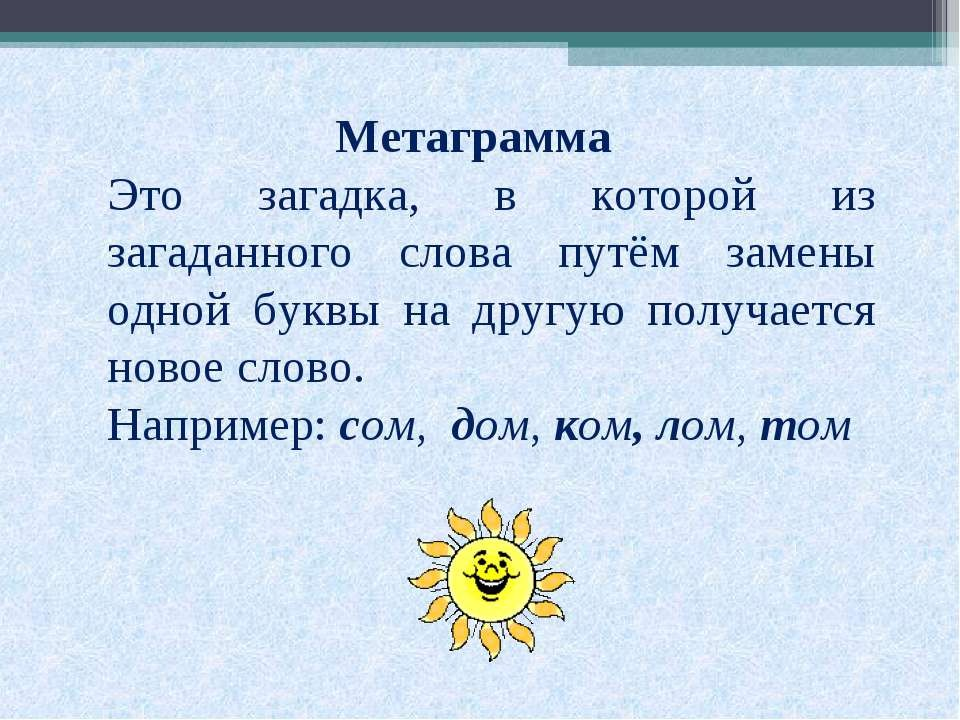 Метаграмма
Это загадка, в которой из
загаданного слова путём замены
одной буквы на другую получается
новое слово.
Например: сом, дом, ком, лом, том